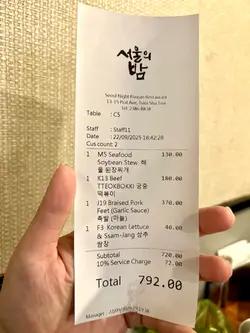 서울의
밤
Seoul Night Korean Restaurant
Table : C5
Staff : Staff11
22/09/2025 18:42:28
Cus count: 2
1 M5 Seafood 130.00
Soybean Stew 해
물 된장찌개
1 K13 Beef 180.00
TTEOKBOKKI 궁중
떡볶이
1 J19 Braised Pork 370.00
Feet (Garlic Sauce)
족발 (마늘)
1 F3 Korean Lettuce 40.00
& Ssam-Jang 상추
쌈장
Subtotal 720.00
10% Service Charge 72.00
Total 792.00
Manager :